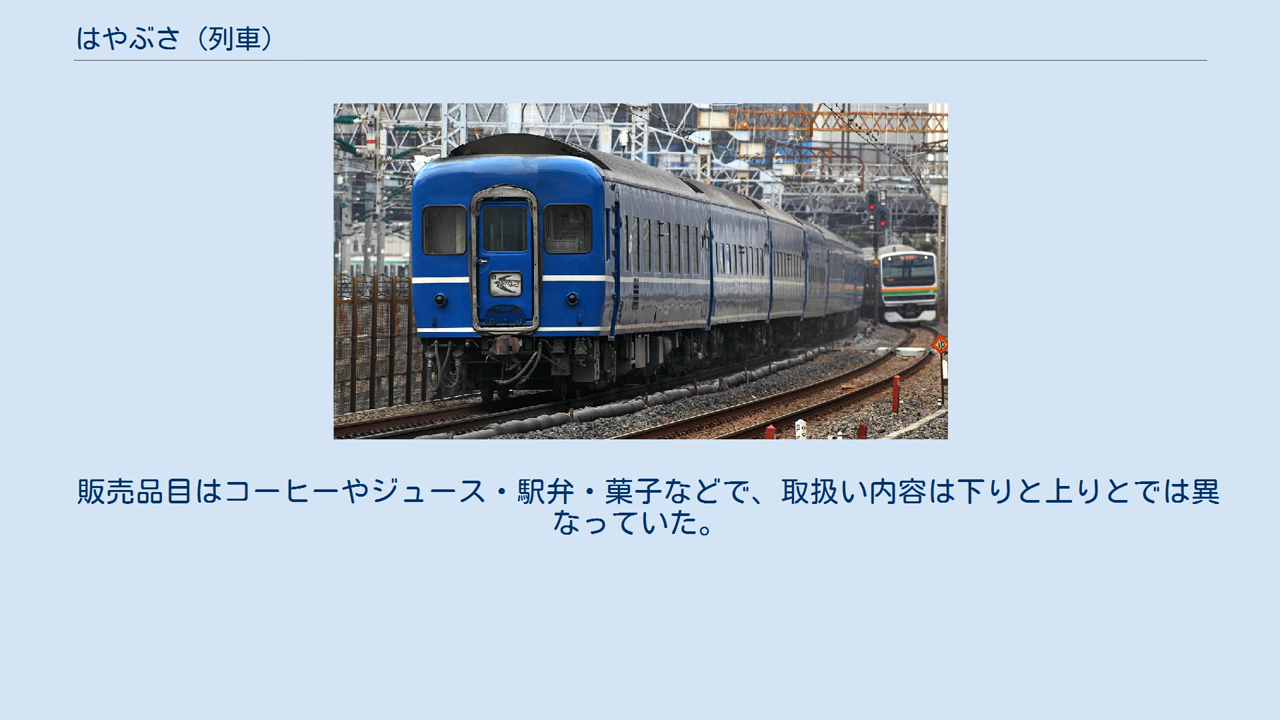 はやぶさ（列車）
販売品目はコーヒーやジュース・駅弁・菓子などで、取扱い内容は下りと上りとでは異
なっていた。